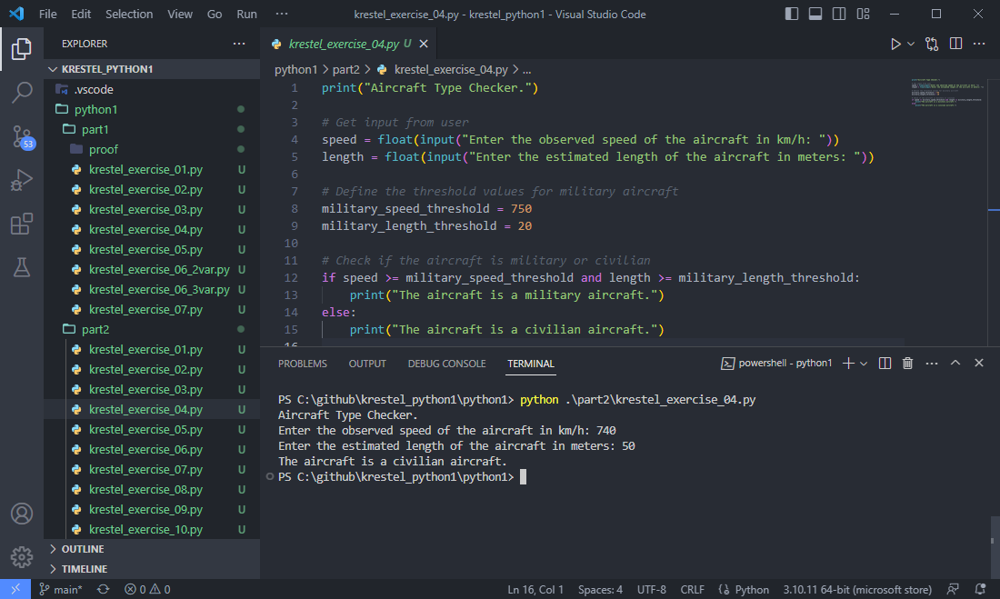 File Edit Selection View Go Run ··· krestel_exercise_04.py - krestel_python1 - Visual Studio Code
EXPLORER ···
KRESTEL_PYTHON1
.vscode
python1
part1
proof
krestel_exercise_01.py U
krestel_exercise_02.py U
krestel_exercise_03.py U
krestel_exercise_04.py U
krestel_exercise_05.py U
krestel_exercise_06_2var.py U
krestel_exercise_06_3var.py U
krestel_exercise_07.py U
part2
krestel_exercise_01.py U
krestel_exercise_02.py U
krestel_exercise_03.py U
krestel_exercise_04.py U
krestel_exercise_05.py U
krestel_exercise_06.py U
krestel_exercise_07.py U
krestel_exercise_08.py U
krestel_exercise_09.py U
krestel_exercise_10.py U
OUTLINE
TIMELINE
53
krestel_exercise_04.py U
python1 > part2 > krestel_exercise_04.py > ...
1 print("Aircraft Type Checker.")
2
3 # Get input from user
4 speed = float(input("Enter the observed speed of the aircraft in km/h: "))
5 length = float(input("Enter the estimated length of the aircraft in meters: "))
6
7 # Define the threshold values for military aircraft
8 military_speed_threshold = 750
9 military_length_threshold = 20
10
11 # Check if the aircraft is military or civilian
12 if speed >= military_speed_threshold and length >= military_length_threshold:
13     print("The aircraft is a military aircraft.")
14 else:
15     print("The aircraft is a civilian aircraft.")
16
PROBLEMS OUTPUT DEBUG CONSOLE TERMINAL powershell - python1
PS C:\github\krestel_python1\python1> python .\part2\krestel_exercise_04.py
Aircraft Type Checker.
Enter the observed speed of the aircraft in km/h: 740
Enter the estimated length of the aircraft in meters: 50
The aircraft is a civilian aircraft.
PS C:\github\krestel_python1\python1>
main* 0 0 Ln 16, Col 1 Spaces: 4 UTF-8 CRLF Python 3.10.11 64-bit (microsoft store)